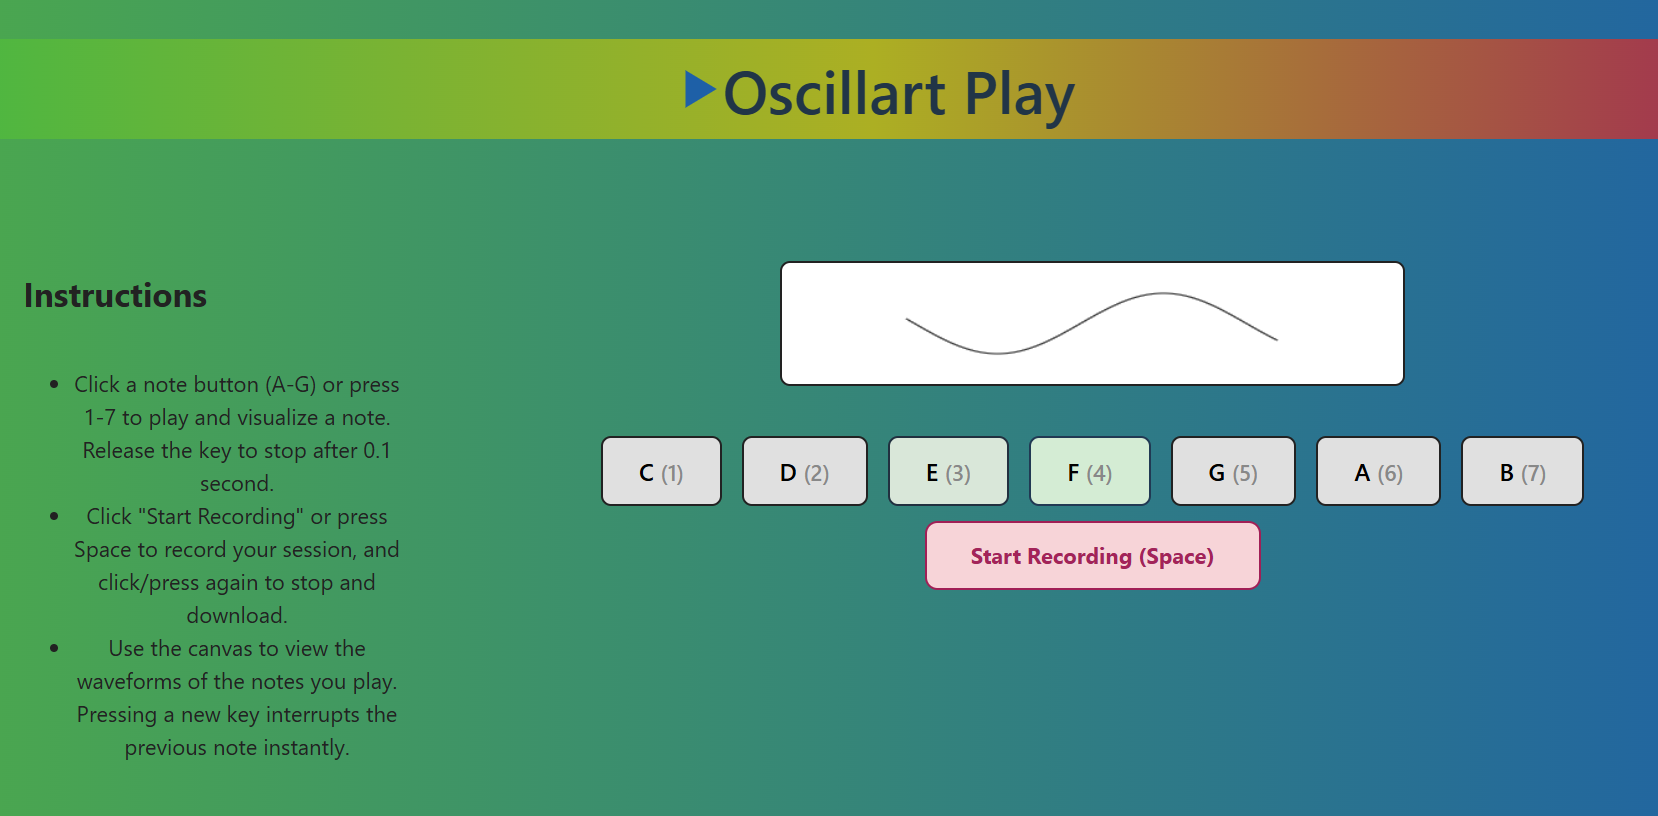 Oscillart Play
Instructions
Click a note button (A-G) or press
1-7 to play and visualize a note.
Release the key to stop after 0.1
second.
Click "Start Recording" or press
Space to record your session, and
click/press again to stop and
download.
Use the canvas to view the
waveforms of the notes you play.
Pressing a new key interrupts the
previous note instantly.
C (1) D (2) E (3) F (4) G (5) A (6) B (7)
Start Recording (Space)